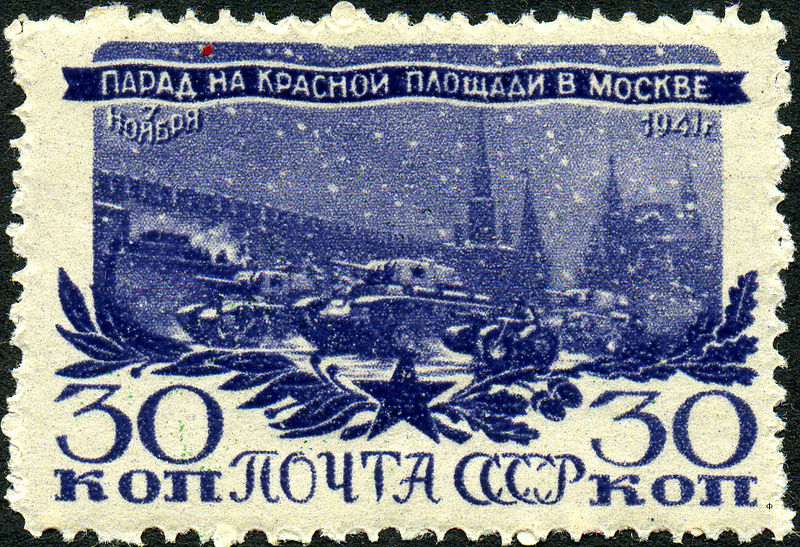 ПАРАД НА КРАСНОЙ ПЛОЩАДИ В МОСКВЕ
7 НОЯБРЯ
1941г.
30 КОП
ПОЧТА СССР
30 КОП
Ф